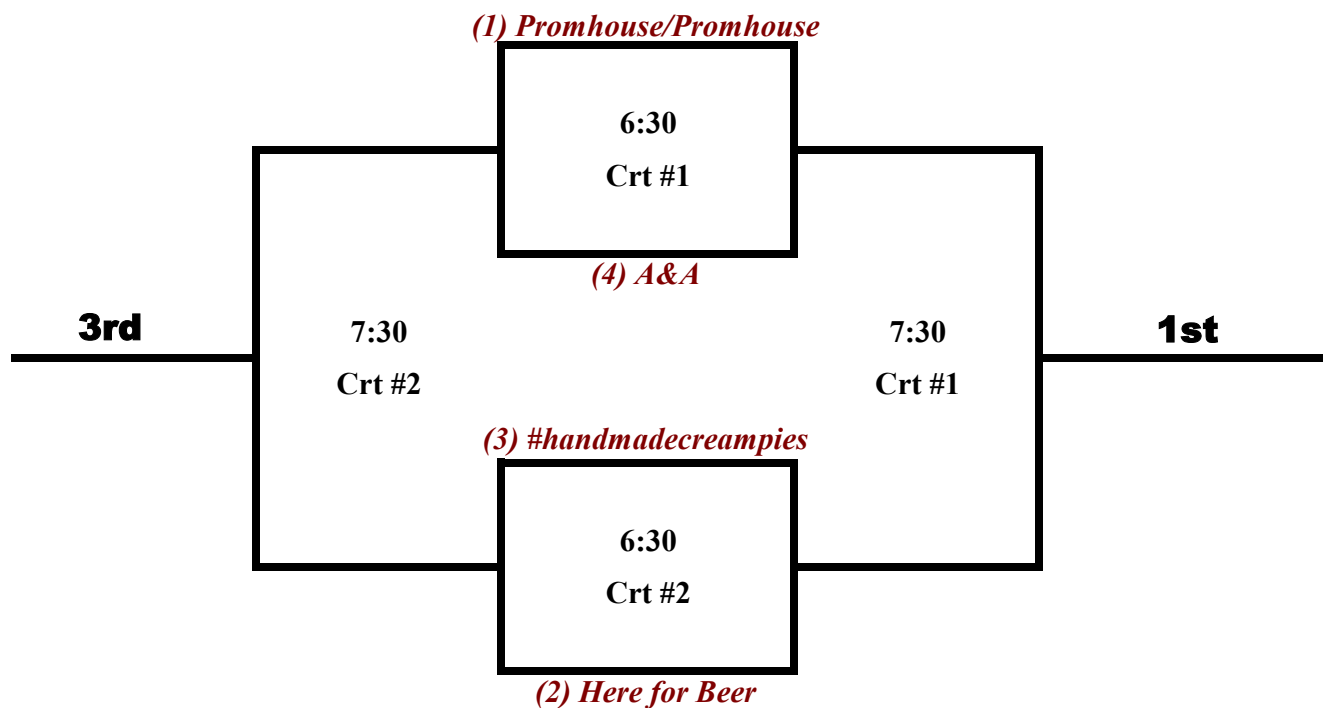 (1) Promhouse/Promhouse
6:30
Crt #1
(4) A&A
3rd
7:30
Crt #2
7:30
Crt #1
1st
(3) #handmadecreampies
6:30
Crt #2
(2) Here for Beer